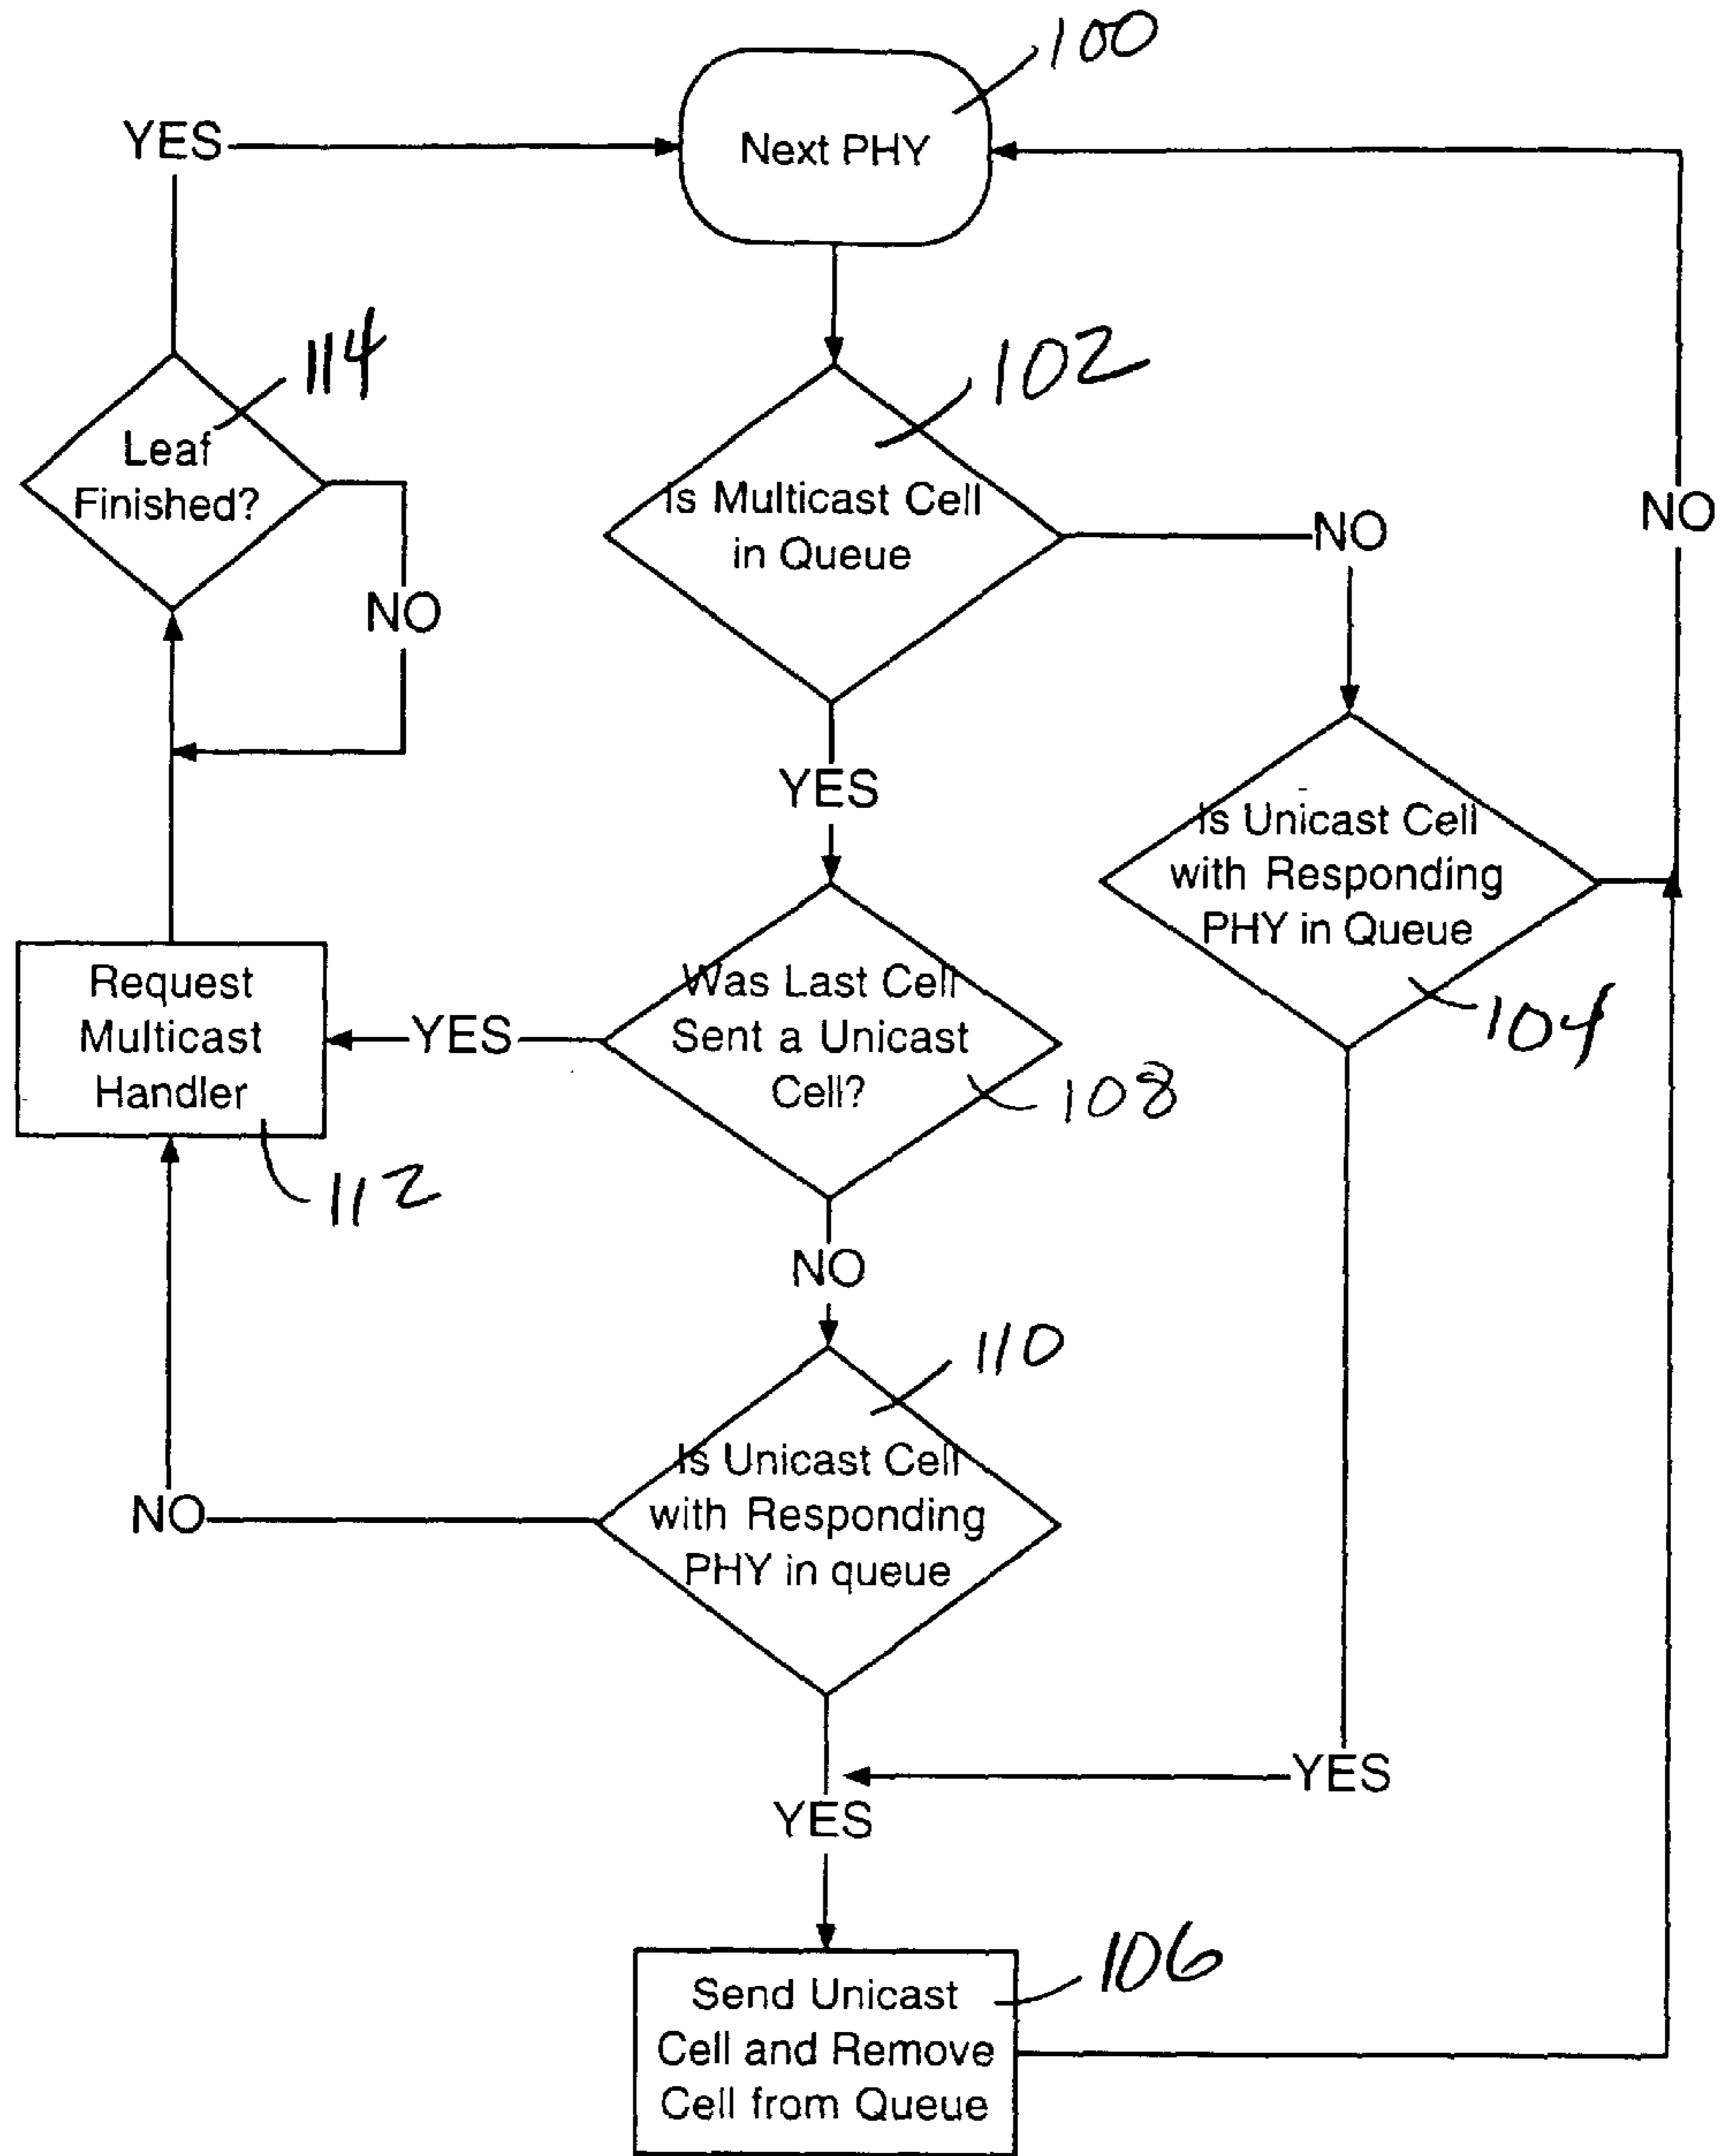 100
YES
Next PHY
114
Leaf
Finished?
102
Is Multicast Cell
in Queue
NO
NO
NO
YES
Is Unicast Cell
with Responding
PHY in Queue
104
Request
Multicast
Handler
YES
Was Last Cell
Sent a Unicast
Cell?
108
112
NO
110
Is Unicast Cell
with Responding
PHY in queue
NO
YES
YES
106
Send Unicast
Cell and Remove
Cell from Queue